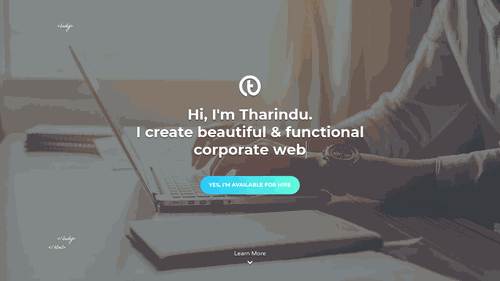 <body>
Hi, I'm Tharindu.
I create beautiful & functional
corporate web
YES, I'M AVAILABLE FOR HIRE
</body>
</html>
Learn More